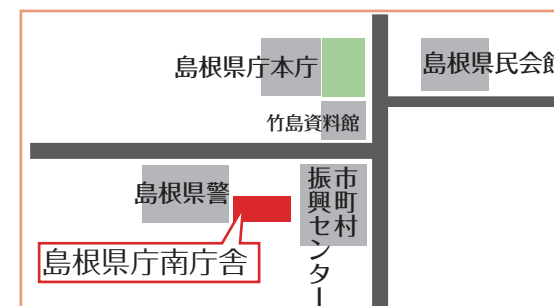 島根県庁本庁
島根県民会館
竹島資料館
島根県警
市町村
振興センター
島根県庁南庁舎